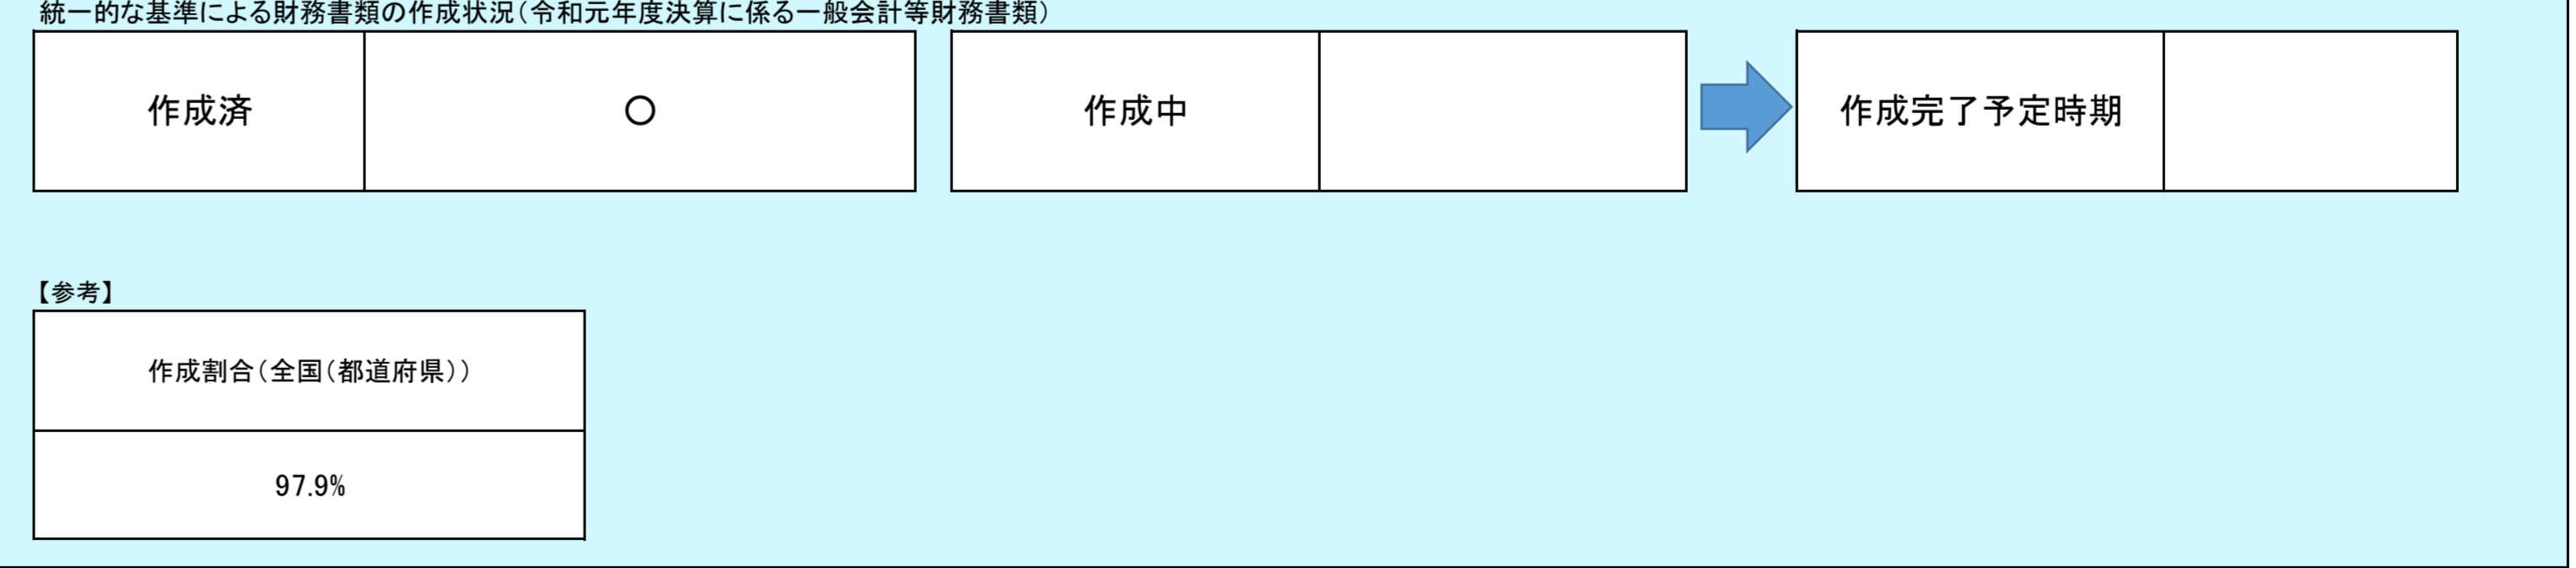 統一的な基準による財務書類の作成状況（令和元年度決算に係る一般会計等財務書類）
作成済 ○ 作成中 作成完了予定時期
【参考】
作成割合（全国（都道府県））
97.9%